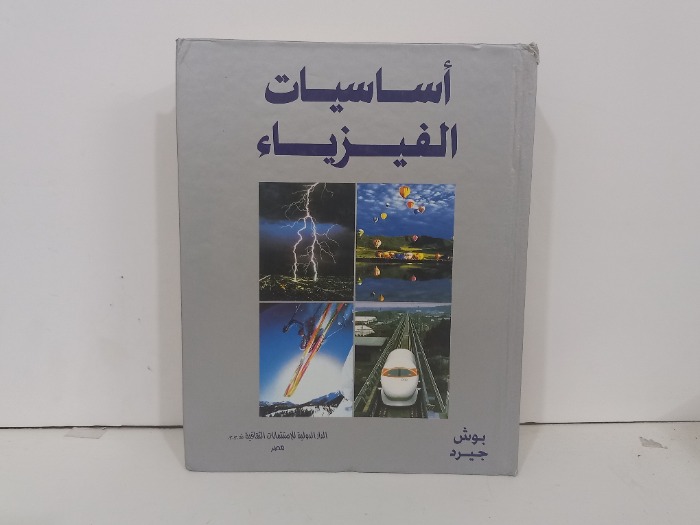 أساسيات
الفيزياء
بوش
جيرد
الدار الدولية للاستثمارات الثقافية ش.م.م.
مصر